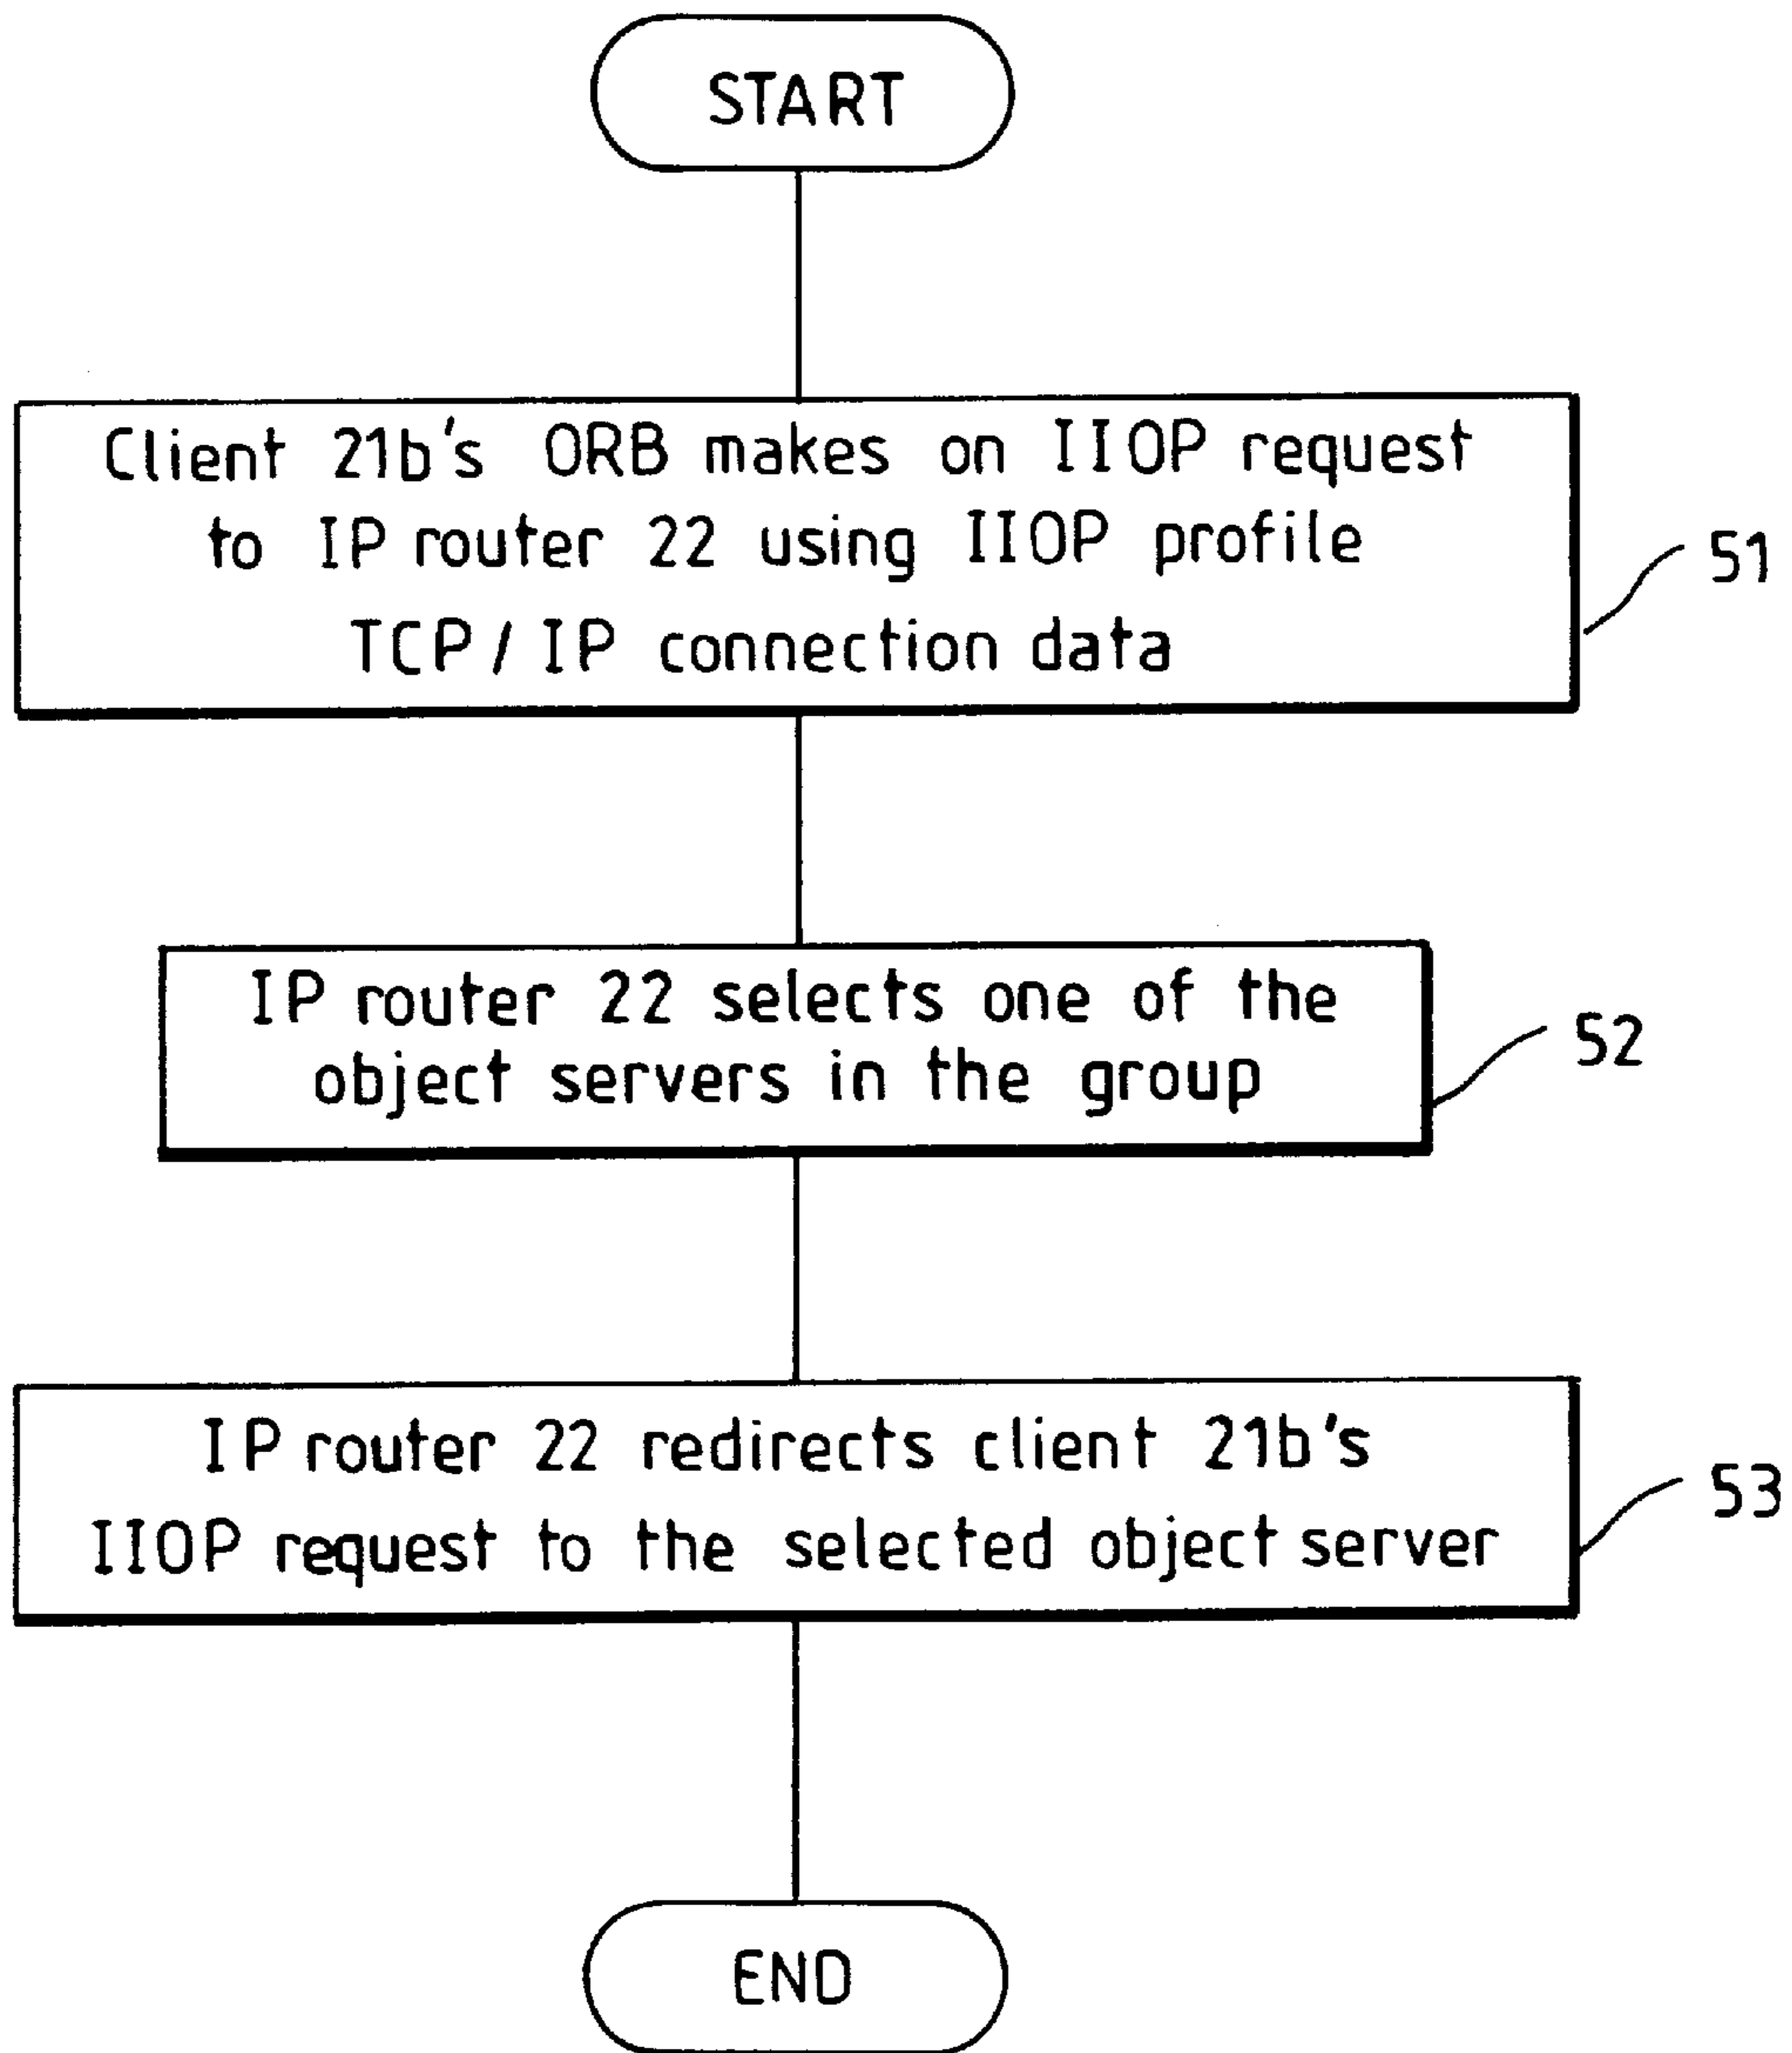 START
Client 21b's ORB makes on IIOP request
to IP router 22 using IIOP profile
TCP/IP connection data
51
IP router 22 selects one of the
object servers in the group
52
IP router 22 redirects client 21b's
IIOP request to the selected object server
53
END